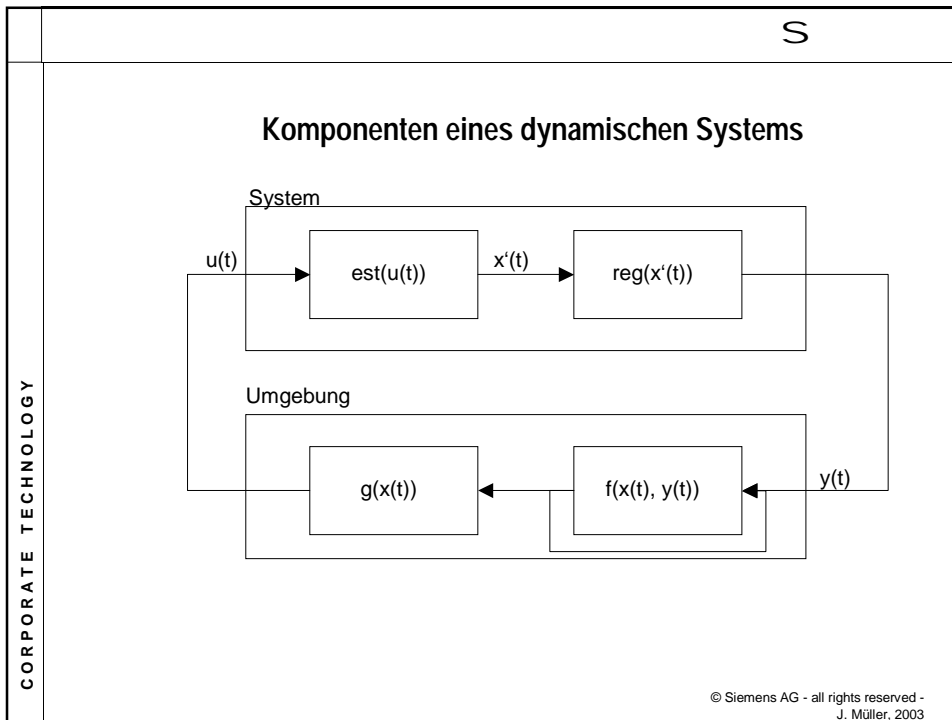 S
Komponenten eines dynamischen Systems
System
u(t)
est(u(t))
x‘(t)
reg(x‘(t))
Umgebung
g(x(t))
f(x(t), y(t))
y(t)
CORPORATE TECHNOLOGY
© Siemens AG - all rights reserved -
J. Müller, 2003